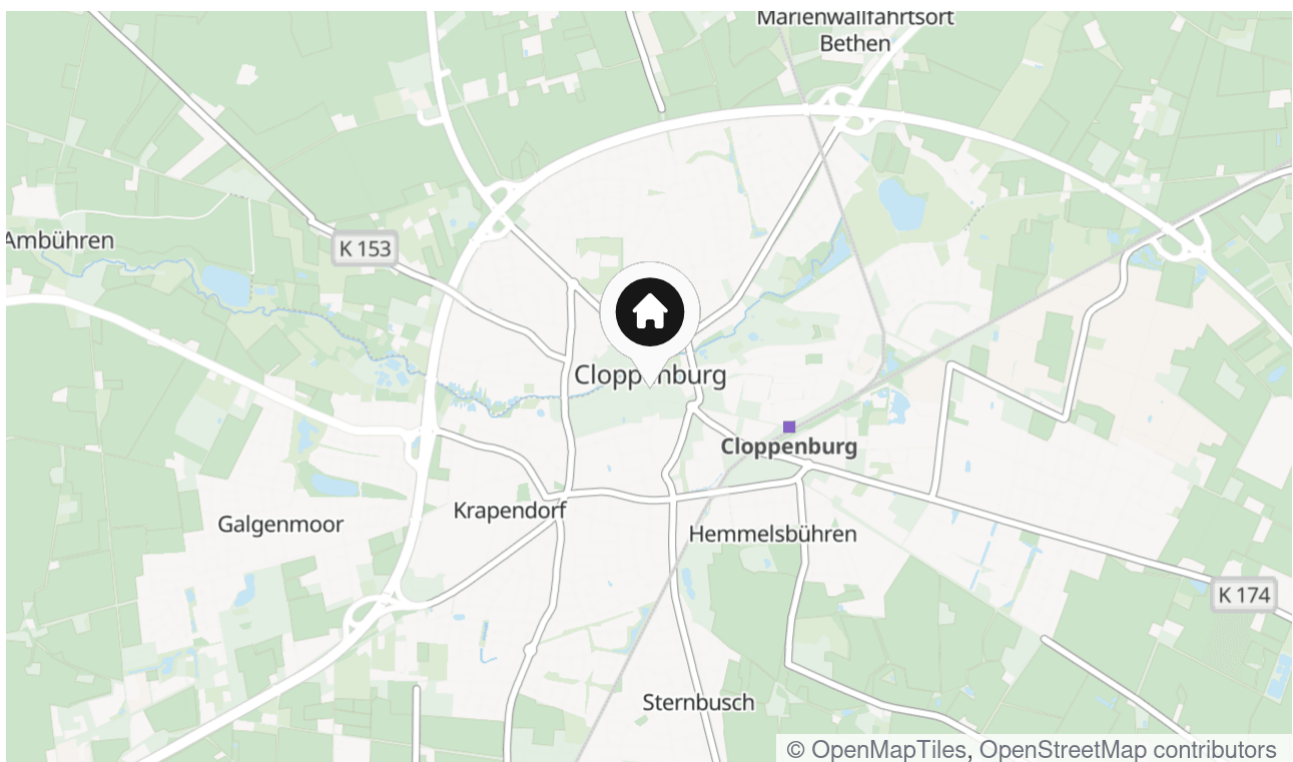 Marienwallfahrtsort
Bethen
Ambühren
K 153
Cloppenburg
Cloppenburg
Krapendorf
Galgenmoor
Hemmelsbühren
K 174
Sternbusch
© OpenMapTiles, OpenStreetMap contributors